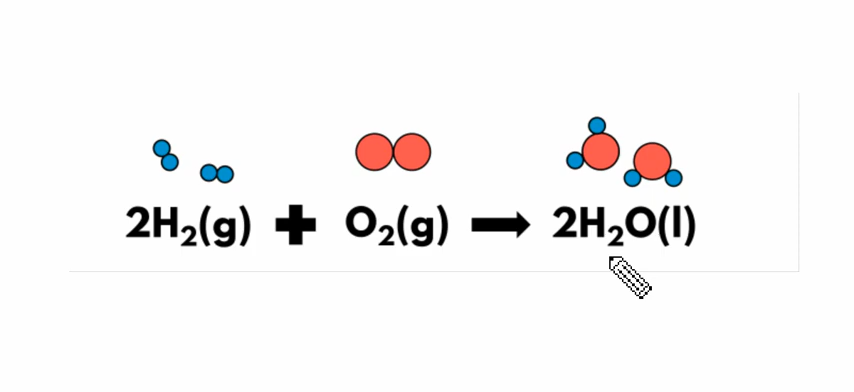 2H₂(g) + O₂(g) → 2H₂O(l)